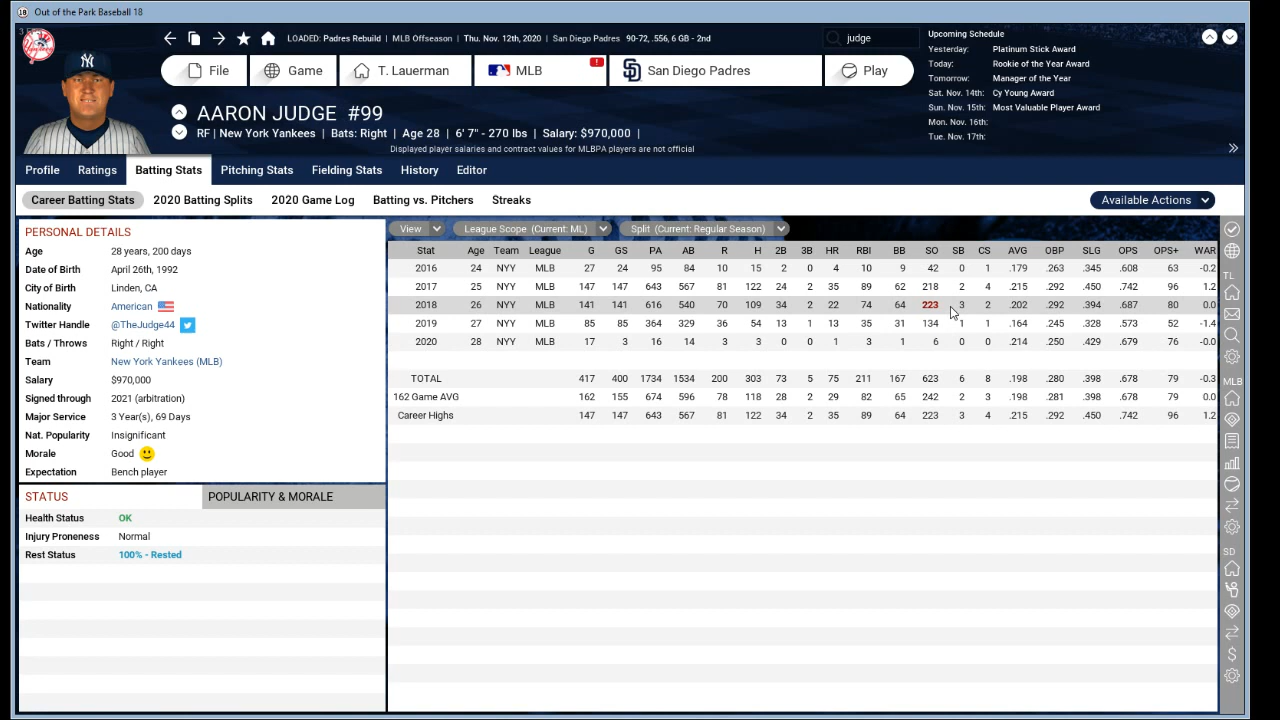 Out of the Park Baseball 18
LOADED: Padres Rebuild | MLB Offseason | Thu. Nov. 12th, 2020 | San Diego Padres 90-72, .556, 6 GB - 2nd
judge
Upcoming Schedule
Yesterday: Platinum Stick Award
Today: Rookie of the Year Award
Tomorrow: Manager of the Year
Sat. Nov. 14th: Cy Young Award
Sun. Nov. 15th: Most Valuable Player Award
Mon. Nov. 16th:
Tue. Nov. 17th:
File Game T. Lauerman MLB San Diego Padres Play
AARON JUDGE #99
RF | New York Yankees | Bats: Right | Age 28 | 6' 7" - 270 lbs | Salary: $970,000 |
Displayed player salaries and contract values for MLBPA players are not official
Profile Ratings Batting Stats Pitching Stats Fielding Stats History Editor
Career Batting Stats 2020 Batting Splits 2020 Game Log Batting vs. Pitchers Streaks Available Actions
PERSONAL DETAILS
Age 28 years, 200 days
Date of Birth April 26th, 1992
City of Birth Linden, CA
Nationality American
Twitter Handle @TheJudge44
Bats / Throws Right / Right
Team New York Yankees (MLB)
Salary $970,000
Signed through 2021 (arbitration)
Major Service 3 Year(s), 69 Days
Nat. Popularity Insignificant
Morale Good
Expectation Bench player
STATUS POPULARITY & MORALE
Health Status OK
Injury Proneness Normal
Rest Status 100% - Rested
View League Scope (Current: ML) Split (Current: Regular Season)
Stat Age Team League G GS PA AB R H 2B 3B HR RBI BB SO SB CS AVG OBP SLG OPS OPS+ WAR
2016 24 NYY MLB 27 24 95 84 10 15 2 0 4 10 9 42 0 1 .179 .263 .345 .608 63 -0.2
2017 25 NYY MLB 147 147 643 567 81 122 24 2 35 89 62 218 2 4 .215 .292 .450 .742 96 1.2
2018 26 NYY MLB 141 141 616 540 70 109 34 2 22 74 64 223 3 2 .202 .292 .394 .687 80 0.0
2019 27 NYY MLB 85 85 364 329 36 54 13 1 13 35 31 134 1 1 .164 .245 .328 .573 52 -1.4
2020 28 NYY MLB 17 3 16 14 3 3 0 0 1 3 1 6 0 0 .214 .250 .429 .679 76 -0.0
TOTAL 417 400 1734 1534 200 303 73 5 75 211 167 623 6 8 .198 .280 .398 .678 79 -0.3
162 Game AVG 162 155 674 596 78 118 28 2 29 82 65 242 2 3 .198 .281 .398 .678 79 0.0
Career Highs 147 147 643 567 81 122 34 2 35 89 64 223 3 4 .215 .292 .450 .742 96 1.2
TL
MLB
SD